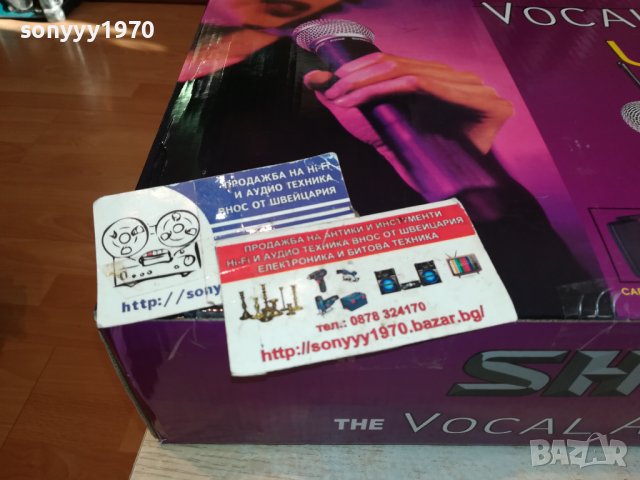 sonyyy1970
VOCAL
ПРОДАЖБА НА Hi-Fi
И АУДИО ТЕХНИКА
ВНОС ОТ ШВЕЙЦАРИЯ
http://sony
ПРОДАЖБА НА АНТИКИ И ИНСТРУМЕНТИ
Hi-Fi И АУДИО ТЕХНИКА ВНОС ОТ ШВЕЙЦАРИЯ
ЕЛЕКТРОНИКА И БИТОВА ТЕХНИКА
тел.: 0878 324170
http://sonyyy1970.bazar.bg/
SH
THE VOCAL A
BAZAR